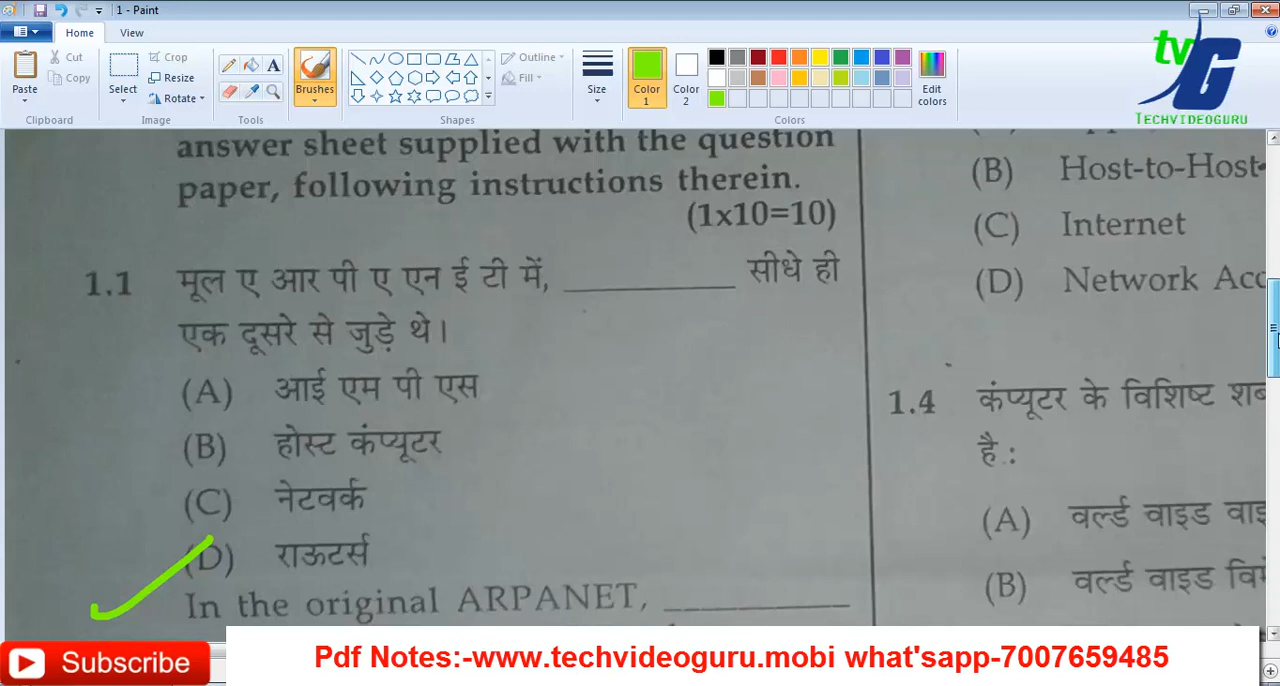 1 - Paint
Home
View
Paste
Cut
Copy
Clipboard
Select
Crop
Resize
Rotate
Image
Tools
Brushes
Shapes
Outline
Fill
Size
Color 1
Color 2
Edit colors
Colors
tv G
TECHVIDEOGURU
answer sheet supplied with the question
paper, following instructions therein.
(1x10=10)
1.1 मूल ए आर पी ए एन ई टी में, __________ सीधे ही
एक दूसरे से जुड़े थे।
(A) आई एम पी एस
(B) होस्ट कंप्यूटर
(C) नेटवर्क
(D) राऊटर्स
In the original ARPANET, __________
(B) Host-to-Host-
(C) Internet
(D) Network Acc
1.4 कंप्यूटर के विशिष्ट शब
है :
(A) वर्ल्ड वाइड वाइ
(B) वर्ल्ड वाइड
Subscribe
Pdf Notes:-www.techvideoguru.mobi what'sapp-7007659485